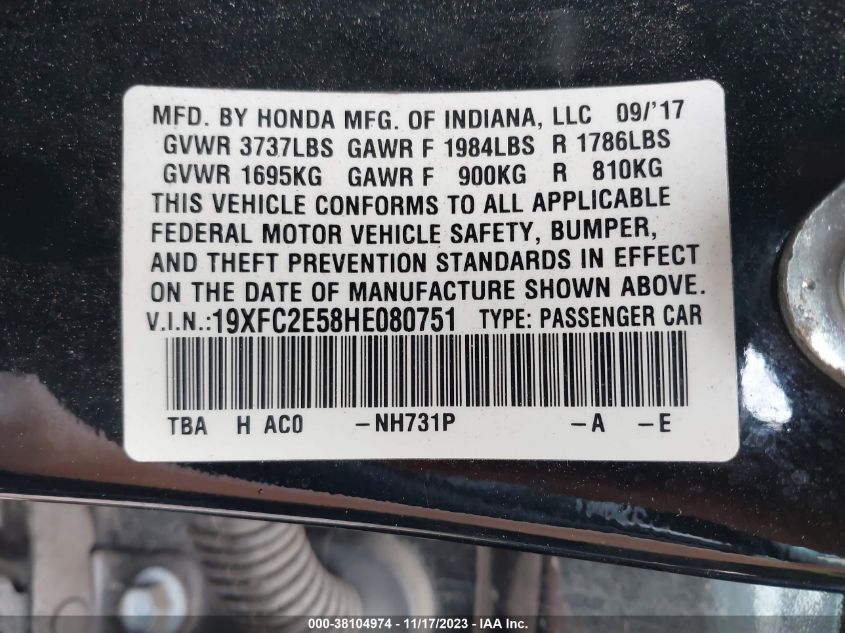 MFD. BY HONDA MFG. OF INDIANA, LLC 09/'17
GVWR 3737LBS GAWR F 1984LBS R 1786LBS
GVWR 1695KG GAWR F 900KG R 810KG
THIS VEHICLE CONFORMS TO ALL APPLICABLE
FEDERAL MOTOR VEHICLE SAFETY, BUMPER,
AND THEFT PREVENTION STANDARDS IN EFFECT
ON THE DATE OF MANUFACTURE SHOWN ABOVE.
V.I.N.:19XFC2E58HE080751 TYPE: PASSENGER CAR
TBA H AC0 -NH731P -A -E
000-38104974 — 11/17/2023 — IAA Inc.